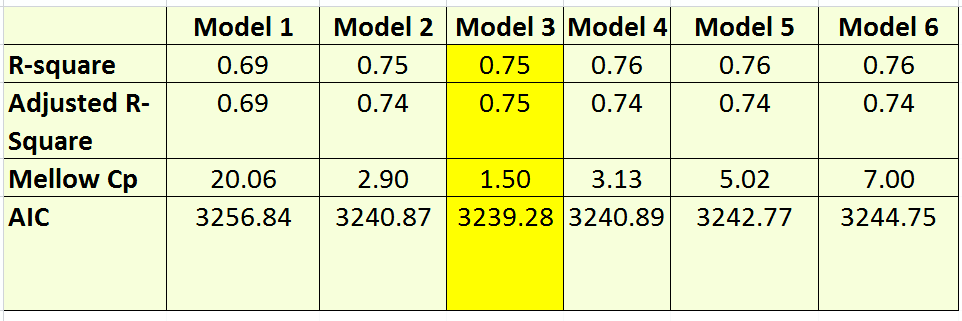 Model 1 Model 2 Model 3 Model 4 Model 5 Model 6
R-square 0.69 0.75 0.75 0.76 0.76 0.76
Adjusted R- 0.69 0.74 0.75 0.74 0.74 0.74
Square
Mellow Cp 20.06 2.90 1.50 3.13 5.02 7.00
AIC 3256.84 3240.87 3239.28 3240.89 3242.77 3244.75